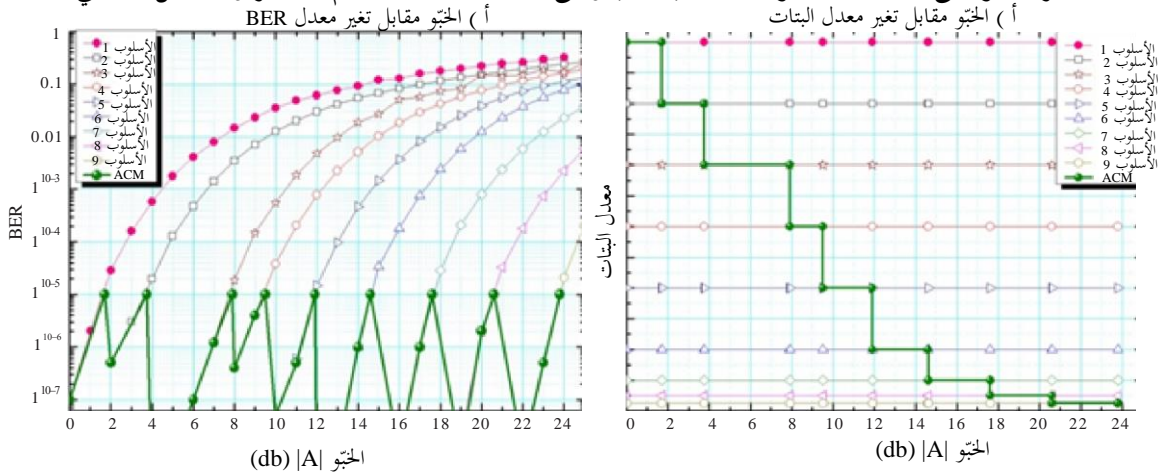 أ ) الخبّو مقابل تغير معدل BER
1
0.1
0.01
10-3
10-4
1 10-5
1 10-6
1 10-7
BER
الأسلوب 1
الأسلوب 2
الأسلوب 3
الأسلوب 4
الأسلوب 5
الأسلوب 6
الأسلوب 7
الأسلوب 8
الأسلوب 9
ACM
0 2 4 6 8 10 12 14 16 18 20 22 24
الخبّو |A| (db)
أ ) الخبّو مقابل تغير معدل البتات
معدل البتات
الأسلوب 1
الأسلوب 2
الأسلوب 3
الأسلوب 4
الأسلوب 5
الأسلوب 6
الأسلوب 7
الأسلوب 8
الأسلوب 9
ACM
0 2 4 6 8 10 12 14 16 18 20 22 24
الخبّو |A| (db)